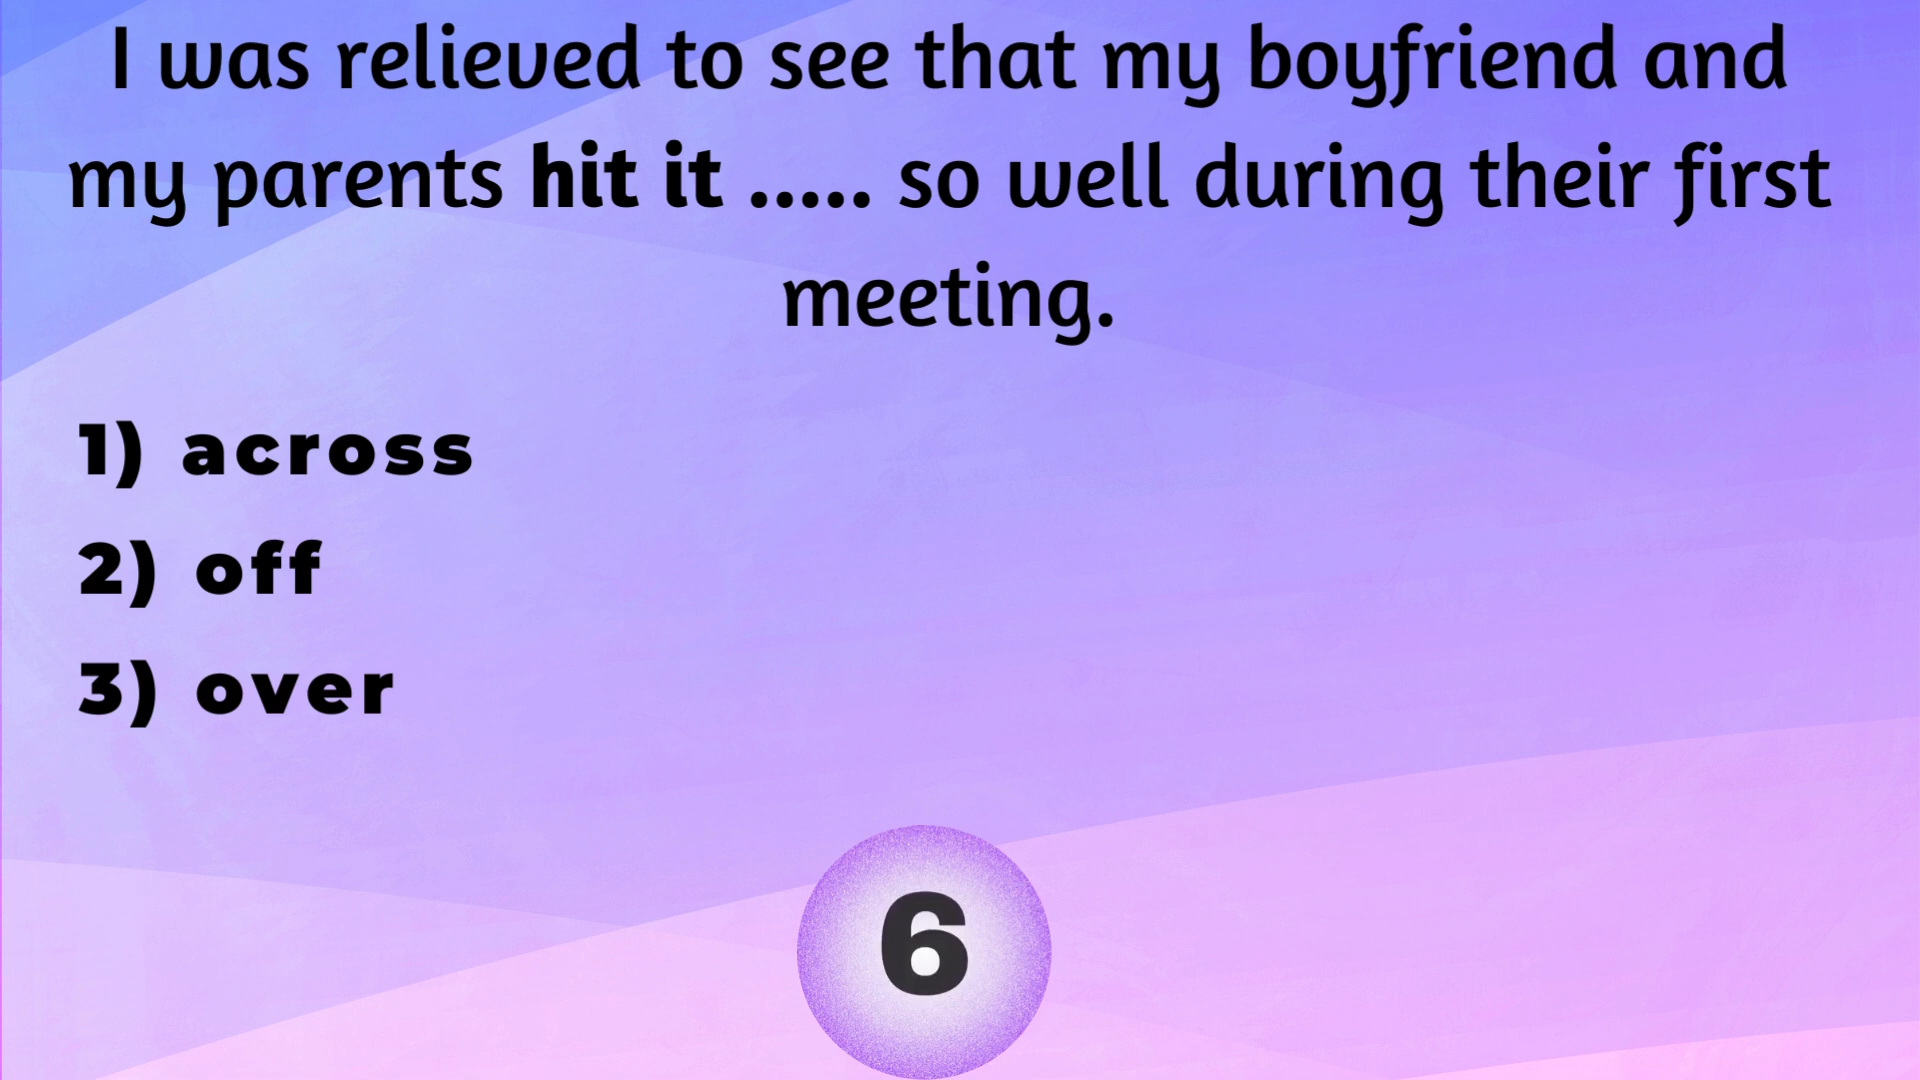 I was relieved to see that my boyfriend and
my parents hit it ..... so well during their first
meeting.
1) across
2) off
3) over
6